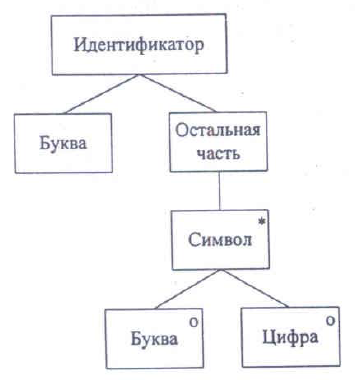 Идентификатор
Буква
Остальная
часть
Символ *
Буква o
Цифра o